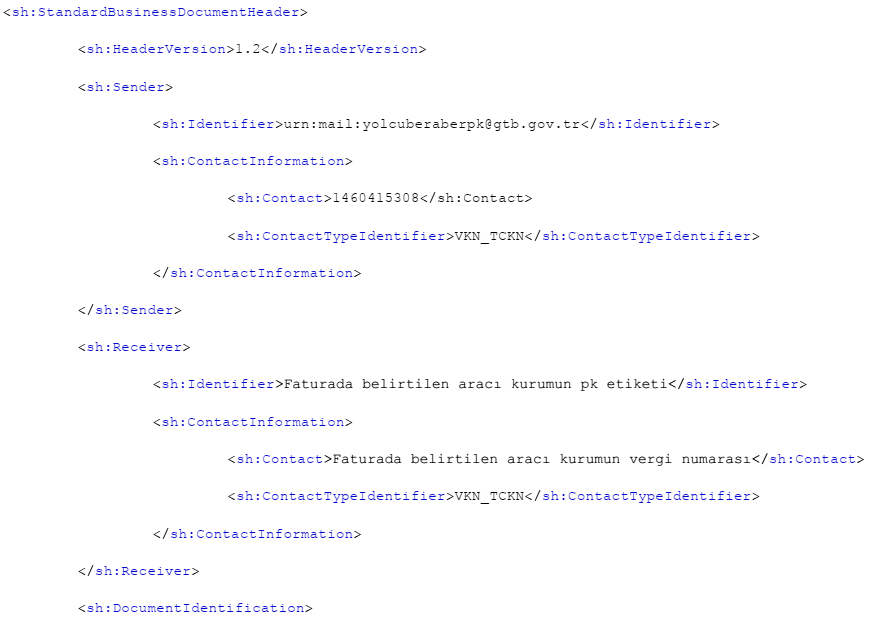 <sh:StandardBusinessDocumentHeader>
<sh:HeaderVersion>1.2</sh:HeaderVersion>
<sh:Sender>
<sh:Identifier>urn:mail:yolcuberaberpk@gtb.gov.tr</sh:Identifier>
<sh:ContactInformation>
<sh:Contact>1460415308</sh:Contact>
<sh:ContactTypeIdentifier>VKN_TCKN</sh:ContactTypeIdentifier>
</sh:ContactInformation>
</sh:Sender>
<sh:Receiver>
<sh:Identifier>Faturada belirtilen aracı kurumun pk etiketi</sh:Identifier>
<sh:ContactInformation>
<sh:Contact>Faturada belirtilen aracı kurumun vergi numarası</sh:Contact>
<sh:ContactTypeIdentifier>VKN_TCKN</sh:ContactTypeIdentifier>
</sh:ContactInformation>
</sh:Receiver>
<sh:DocumentIdentification>